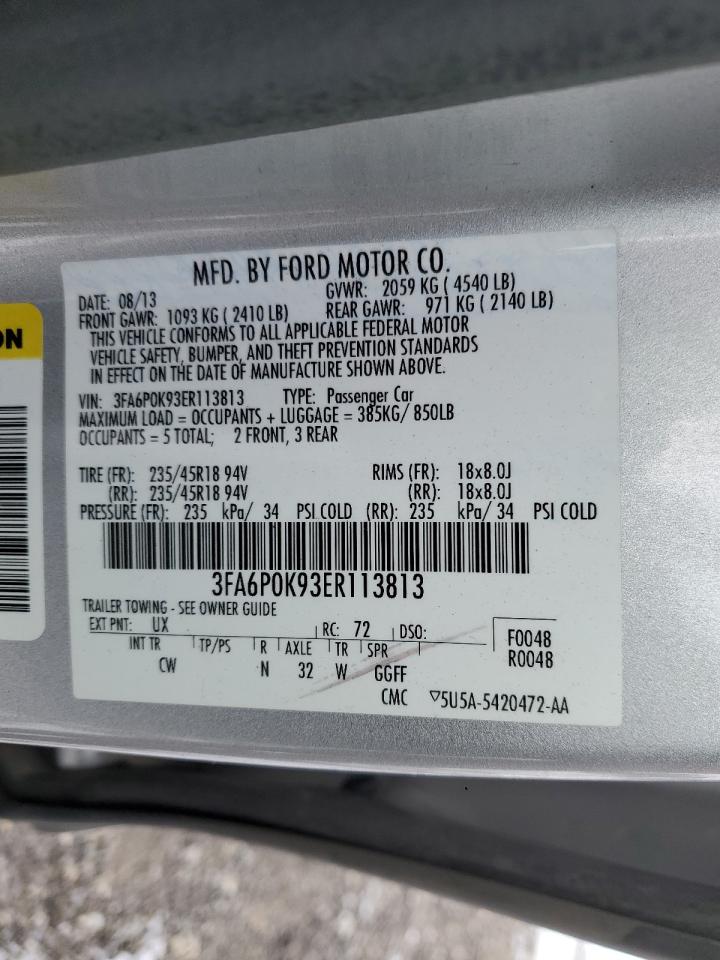 ON
MFD. BY FORD MOTOR CO.
DATE: 08/13 GVWR: 2059 KG ( 4540 LB)
FRONT GAWR: 1093 KG ( 2410 LB) REAR GAWR: 971 KG ( 2140 LB)
THIS VEHICLE CONFORMS TO ALL APPLICABLE FEDERAL MOTOR
VEHICLE SAFETY, BUMPER, AND THEFT PREVENTION STANDARDS
IN EFFECT ON THE DATE OF MANUFACTURE SHOWN ABOVE.
VIN: 3FA6P0K93ER113813 TYPE: Passenger Car
MAXIMUM LOAD = OCCUPANTS + LUGGAGE = 385KG/ 850LB
OCCUPANTS = 5 TOTAL; 2 FRONT, 3 REAR
TIRE (FR): 235/45R18 94V RIMS (FR): 18x8.0J
(RR): 235/45R18 94V (RR): 18x8.0J
PRESSURE (FR): 235 kPa/ 34 PSI COLD (RR): 235 kPa/ 34 PSI COLD
3FA6P0K93ER113813
TRAILER TOWING - SEE OWNER GUIDE
EXT PNT: UX RC: 72 DSO: F0048
INT TR TP/PS R AXLE TR SPR R0048
CW N 32 W GGFF
CMC ▽5U5A-5420472-AA